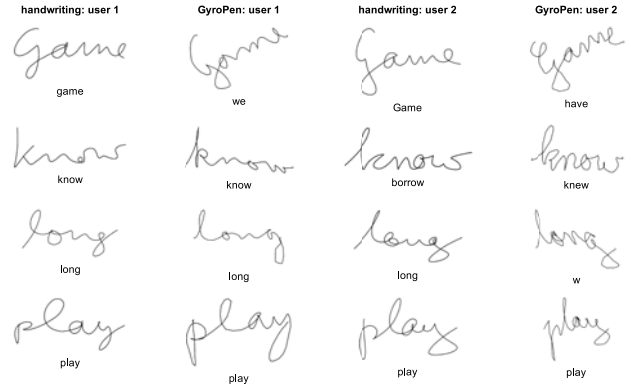 handwriting: user 1 GyroPen: user 1 handwriting: user 2 GyroPen: user 2
Game Game Game Game
game we Game have
know know know know
know know borrow knew
long long long long
long long long w
play play play play
play play play play